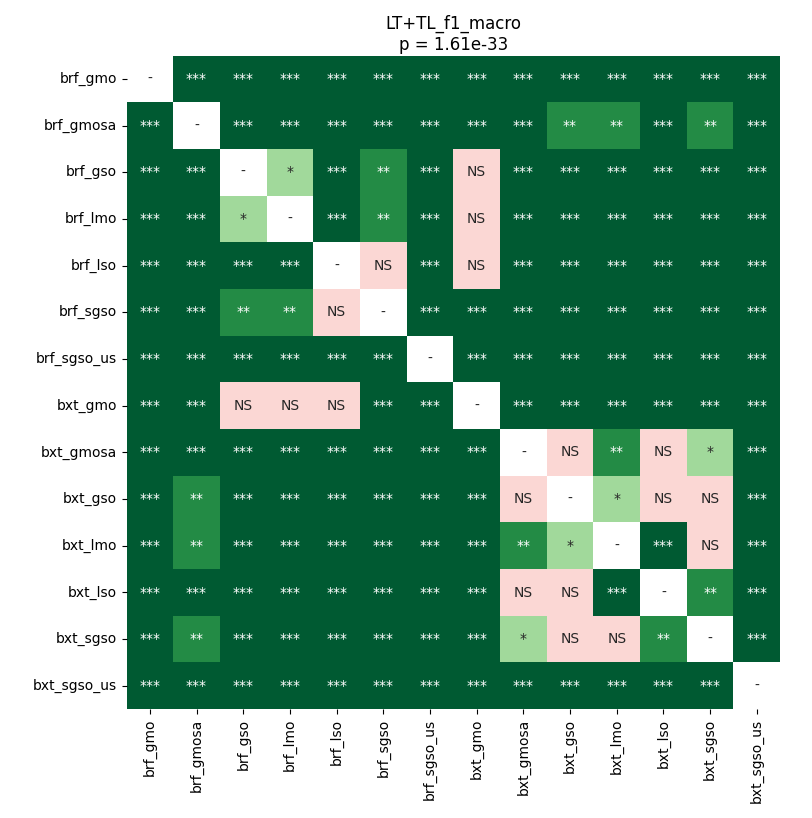 LT+TL_f1_macro
p = 1.61e-33
brf_gmo - *** *** *** *** *** *** *** *** *** *** *** *** ***
brf_gmosa *** - *** *** *** *** *** *** *** ** ** *** ** ***
brf_gso *** *** - * *** ** *** NS *** *** *** *** *** ***
brf_lmo *** *** * - *** ** *** NS *** *** *** *** *** ***
brf_lso *** *** *** *** - NS *** NS *** *** *** *** *** ***
brf_sgso *** *** ** ** NS - *** *** *** *** *** *** *** ***
brf_sgso_us *** *** *** *** *** *** - *** *** *** *** *** *** ***
bxt_gmo *** *** NS NS NS *** *** - *** *** *** *** *** ***
bxt_gmosa *** *** *** *** *** *** *** *** - NS ** NS * ***
bxt_gso *** ** *** *** *** *** *** *** NS - * NS NS ***
bxt_lmo *** ** *** *** *** *** *** *** ** * - *** NS ***
bxt_lso *** *** *** *** *** *** *** *** NS NS *** - ** ***
bxt_sgso *** ** *** *** *** *** *** *** * NS NS ** - ***
bxt_sgso_us *** *** *** *** *** *** *** *** *** *** *** *** *** -
brf_gmo
brf_gmosa
brf_gso
brf_lmo
brf_lso
brf_sgso
brf_sgso_us
bxt_gmo
bxt_gmosa
bxt_gso
bxt_lmo
bxt_lso
bxt_sgso
bxt_sgso_us